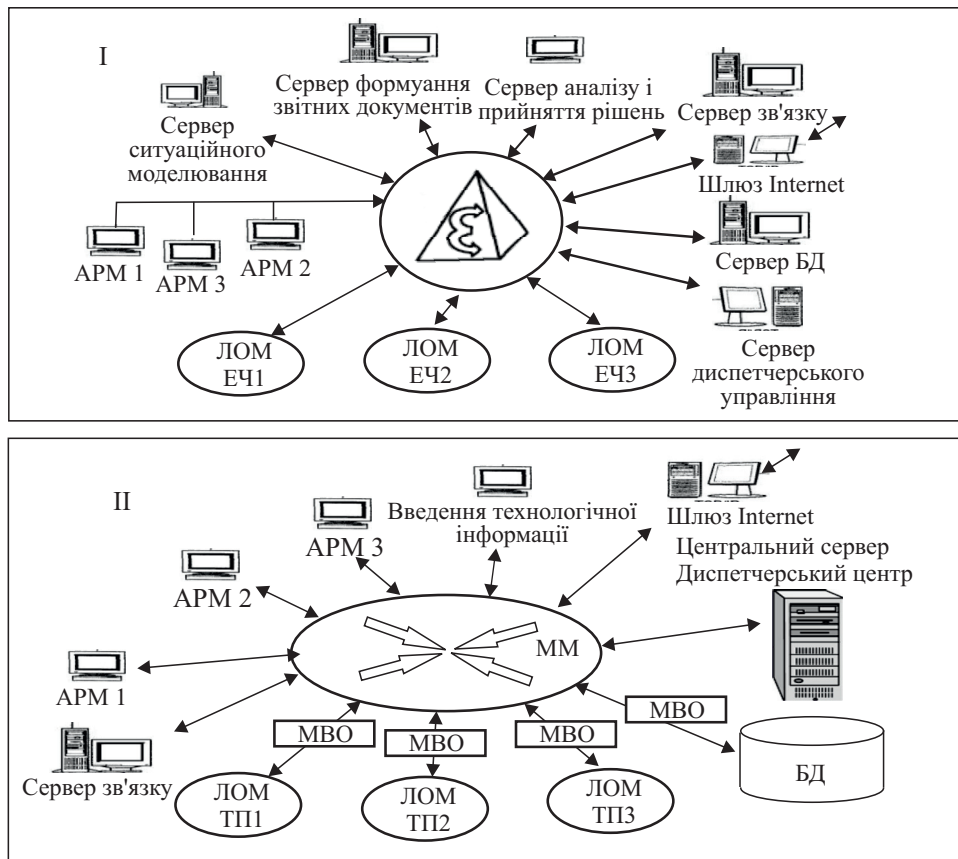 I
Сервер формуання
звітних документів
Сервер аналізу і
прийняття рішень
Сервер зв'язку
Сервер
ситуаційного
моделювання
Шлюз Internet
АРМ 1
АРМ 3
АРМ 2
Сервер БД
ЛОМ
ЕЧ1
ЛОМ
ЕЧ2
ЛОМ
ЕЧ3
Сервер
диспетчерського
управління
II
АРМ 3
Введення технологічної
інформації
Шлюз Internet
Центральний сервер
Диспетчерський центр
АРМ 2
ММ
АРМ 1
МВО
МВО
МВО
МВО
Сервер зв'язку
ЛОМ
ТП1
ЛОМ
ТП2
ЛОМ
ТП3
БД